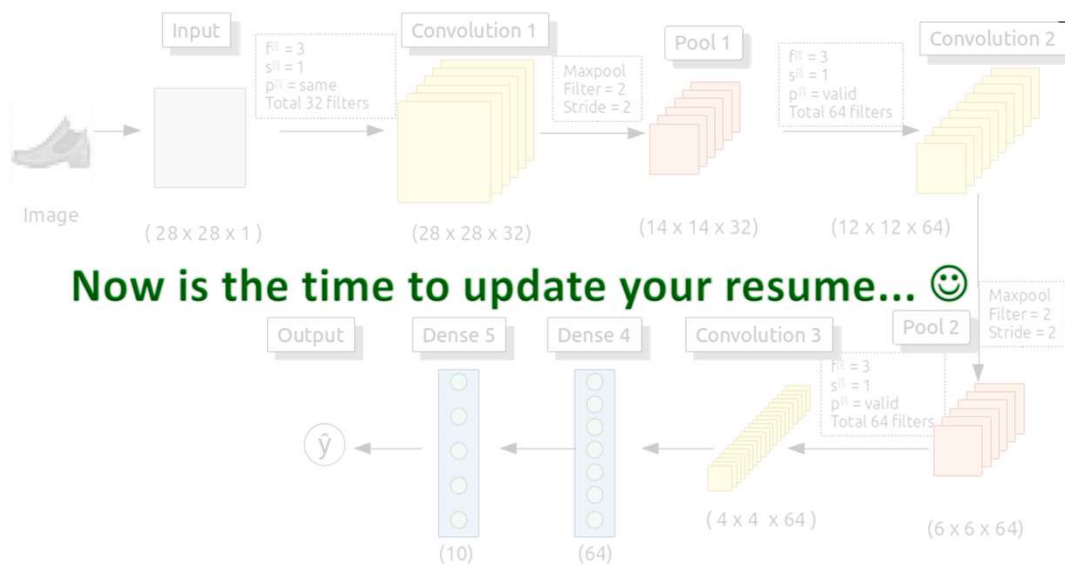 Input
f[l] = 3
s[l] = 1
p[l] = same
Total 32 filters
Convolution 1
Maxpool
Filter = 2
Stride = 2
Pool 1
f[l] = 3
s[l] = 1
p[l] = valid
Total 64 filters
Convolution 2
Image
( 28 x 28 x 1 )
(28 x 28 x 32)
(14 x 14 x 32)
(12 x 12 x 64)
Now is the time to update your resume... ☺
Maxpool
Filter = 2
Stride = 2
Output
Dense 5
Dense 4
Convolution 3
Pool 2
f[l] = 3
s[l] = 1
p[l] = valid
Total 64 filters
ŷ
(10)
(64)
( 4 x 4 x 64 )
(6 x 6 x 64)